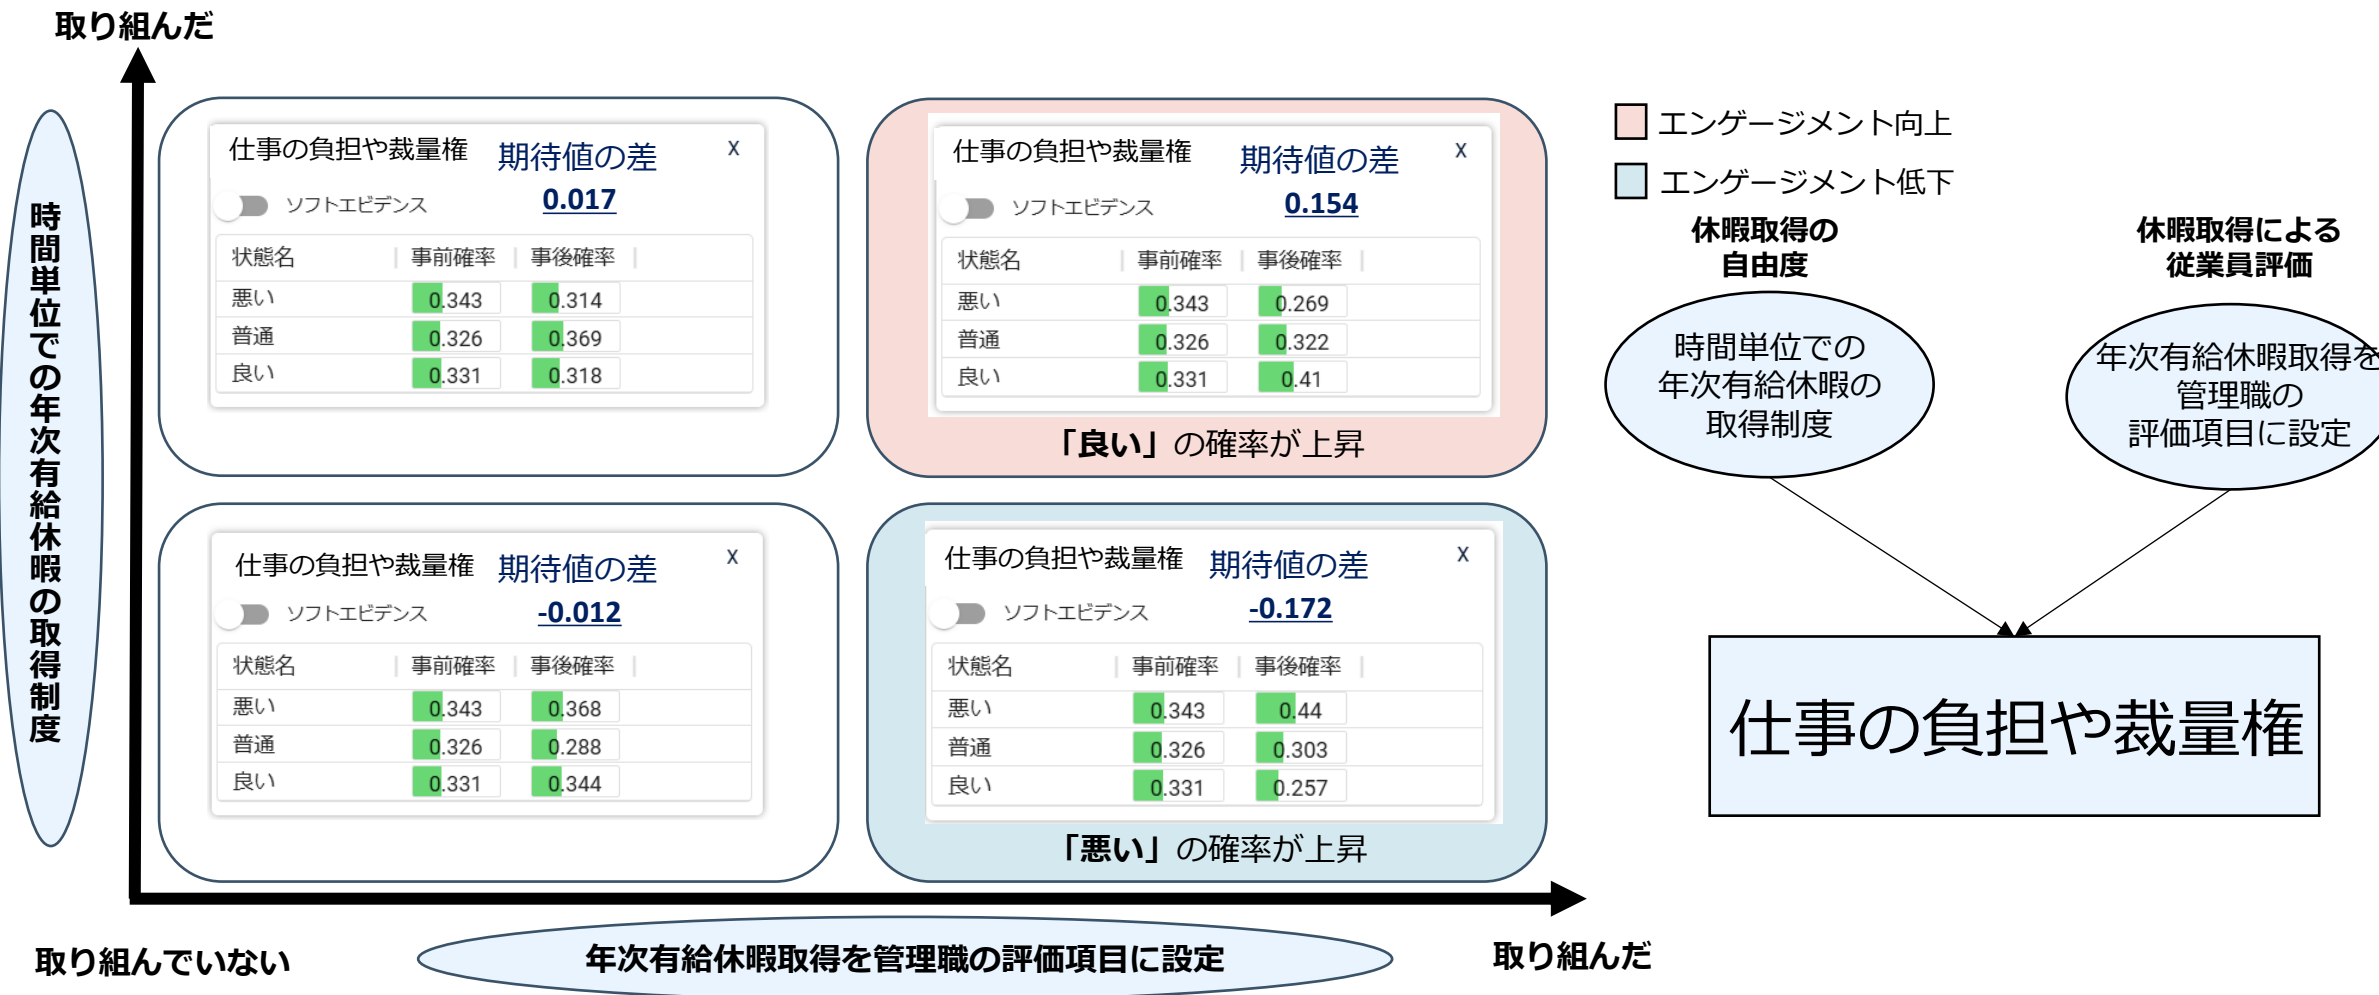 取り組んだ
時間単位での年次有給休暇の取得制度
仕事の負担や裁量権 期待値の差 x
ソフトエビデンス 0.017
状態名 事前確率 事後確率
悪い 0.343 0.314
普通 0.326 0.369
良い 0.331 0.318
仕事の負担や裁量権 期待値の差 x
ソフトエビデンス 0.154
状態名 事前確率 事後確率
悪い 0.343 0.269
普通 0.326 0.322
良い 0.331 0.41
「良い」の確率が上昇
仕事の負担や裁量権 期待値の差 x
ソフトエビデンス -0.012
状態名 事前確率 事後確率
悪い 0.343 0.368
普通 0.326 0.288
良い 0.331 0.344
仕事の負担や裁量権 期待値の差 x
ソフトエビデンス -0.172
状態名 事前確率 事後確率
悪い 0.343 0.44
普通 0.326 0.303
良い 0.331 0.257
「悪い」の確率が上昇
取り組んでいない
年次有給休暇取得を管理職の評価項目に設定
取り組んだ
エンゲージメント向上
エンゲージメント低下
休暇取得の
自由度
時間単位での
年次有給休暇の
取得制度
休暇取得による
従業員評価
年次有給休暇取得を
管理職の
評価項目に設定
仕事の負担や裁量権